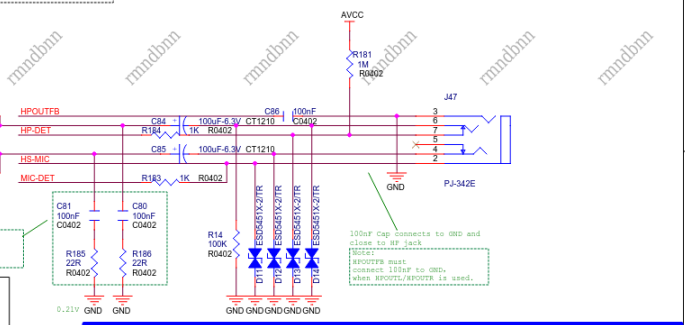 AVCC
rmndbnn
rmndbnn
rmndbnn
rmndbnn
rmndbnn
R181
1M
R0402
J47
HPOUTFB
C86
100nF
3
C84
+
100uF-6.3V
CT1210
C0402
6
HP-DET
R184
1K
R0402
7
5
C85
+
100uF-6.3V
CT1210
4
HS-MIC
2
MIC-DET
R183
1K
R0402
GND
PJ-342E
C81
100nF
C0402
C80
100nF
C0402
R14
100K
R0402
ESD5451X-2/TR
ESD5451X-2/TR
ESD5451X-2/TR
ESD5451X-2/TR
D11
D12
D13
D14
R185
22R
R0402
R186
22R
R0402
100nF Cap connects to GND and
close to HP jack
Note:
HPOUTFB must
connect 100nF to GND,
when HPOUTL/HPOUTR is used.
0.21V
GND
GND
GND
GND
GND
GND
GND